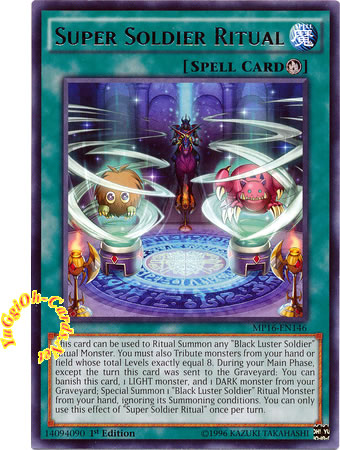 SUPER SOLDIER RITUAL
[SPELL CARD]
MP16-EN146
This card can be used to Ritual Summon any "Black Luster Soldier"
Ritual Monster. You must also Tribute monsters from your hand or
field whose total Levels exactly equal 8. During your Main Phase,
except the turn this card was sent to the Graveyard: You can
banish this card, 1 LIGHT monster, and 1 DARK monster from
your Graveyard; Special Summon 1 "Black Luster Soldier" Ritual
Monster from your hand, ignoring its Summoning conditions. You can only
use this effect of "Super Soldier Ritual" once per turn.
14094090 1st Edition
©1996 KAZUKI TAKAHASHI